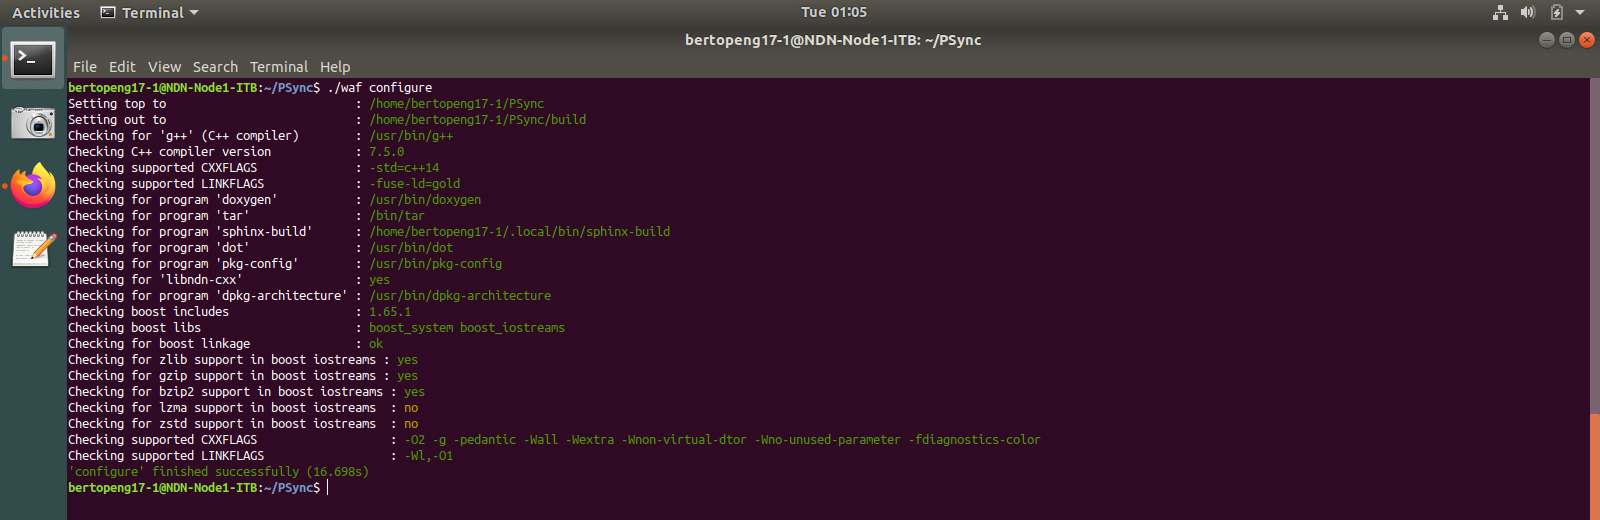 Activities Terminal Tue 01:05
bertopeng17-1@NDN-Node1-ITB: ~/PSync
File Edit View Search Terminal Help
bertopeng17-1@NDN-Node1-ITB:~/PSync$ ./waf configure
Setting top to : /home/bertopeng17-1/PSync
Setting out to : /home/bertopeng17-1/PSync/build
Checking for 'g++' (C++ compiler) : /usr/bin/g++
Checking C++ compiler version : 7.5.0
Checking supported CXXFLAGS : -std=c++14
Checking supported LINKFLAGS : -fuse-ld=gold
Checking for program 'doxygen' : /usr/bin/doxygen
Checking for program 'tar' : /bin/tar
Checking for program 'sphinx-build' : /home/bertopeng17-1/.local/bin/sphinx-build
Checking for program 'dot' : /usr/bin/dot
Checking for program 'pkg-config' : /usr/bin/pkg-config
Checking for 'libndn-cxx' : yes
Checking for program 'dpkg-architecture' : /usr/bin/dpkg-architecture
Checking boost includes : 1.65.1
Checking boost libs : boost_system boost_iostreams
Checking for boost linkage : ok
Checking for zlib support in boost iostreams : yes
Checking for gzip support in boost iostreams : yes
Checking for bzip2 support in boost iostreams : yes
Checking for lzma support in boost iostreams : no
Checking for zstd support in boost iostreams : no
Checking supported CXXFLAGS : -O2 -g -pedantic -Wall -Wextra -Wnon-virtual-dtor -Wno-unused-parameter -fdiagnostics-color
Checking supported LINKFLAGS : -Wl,-O1
'configure' finished successfully (16.698s)
bertopeng17-1@NDN-Node1-ITB:~/PSync$